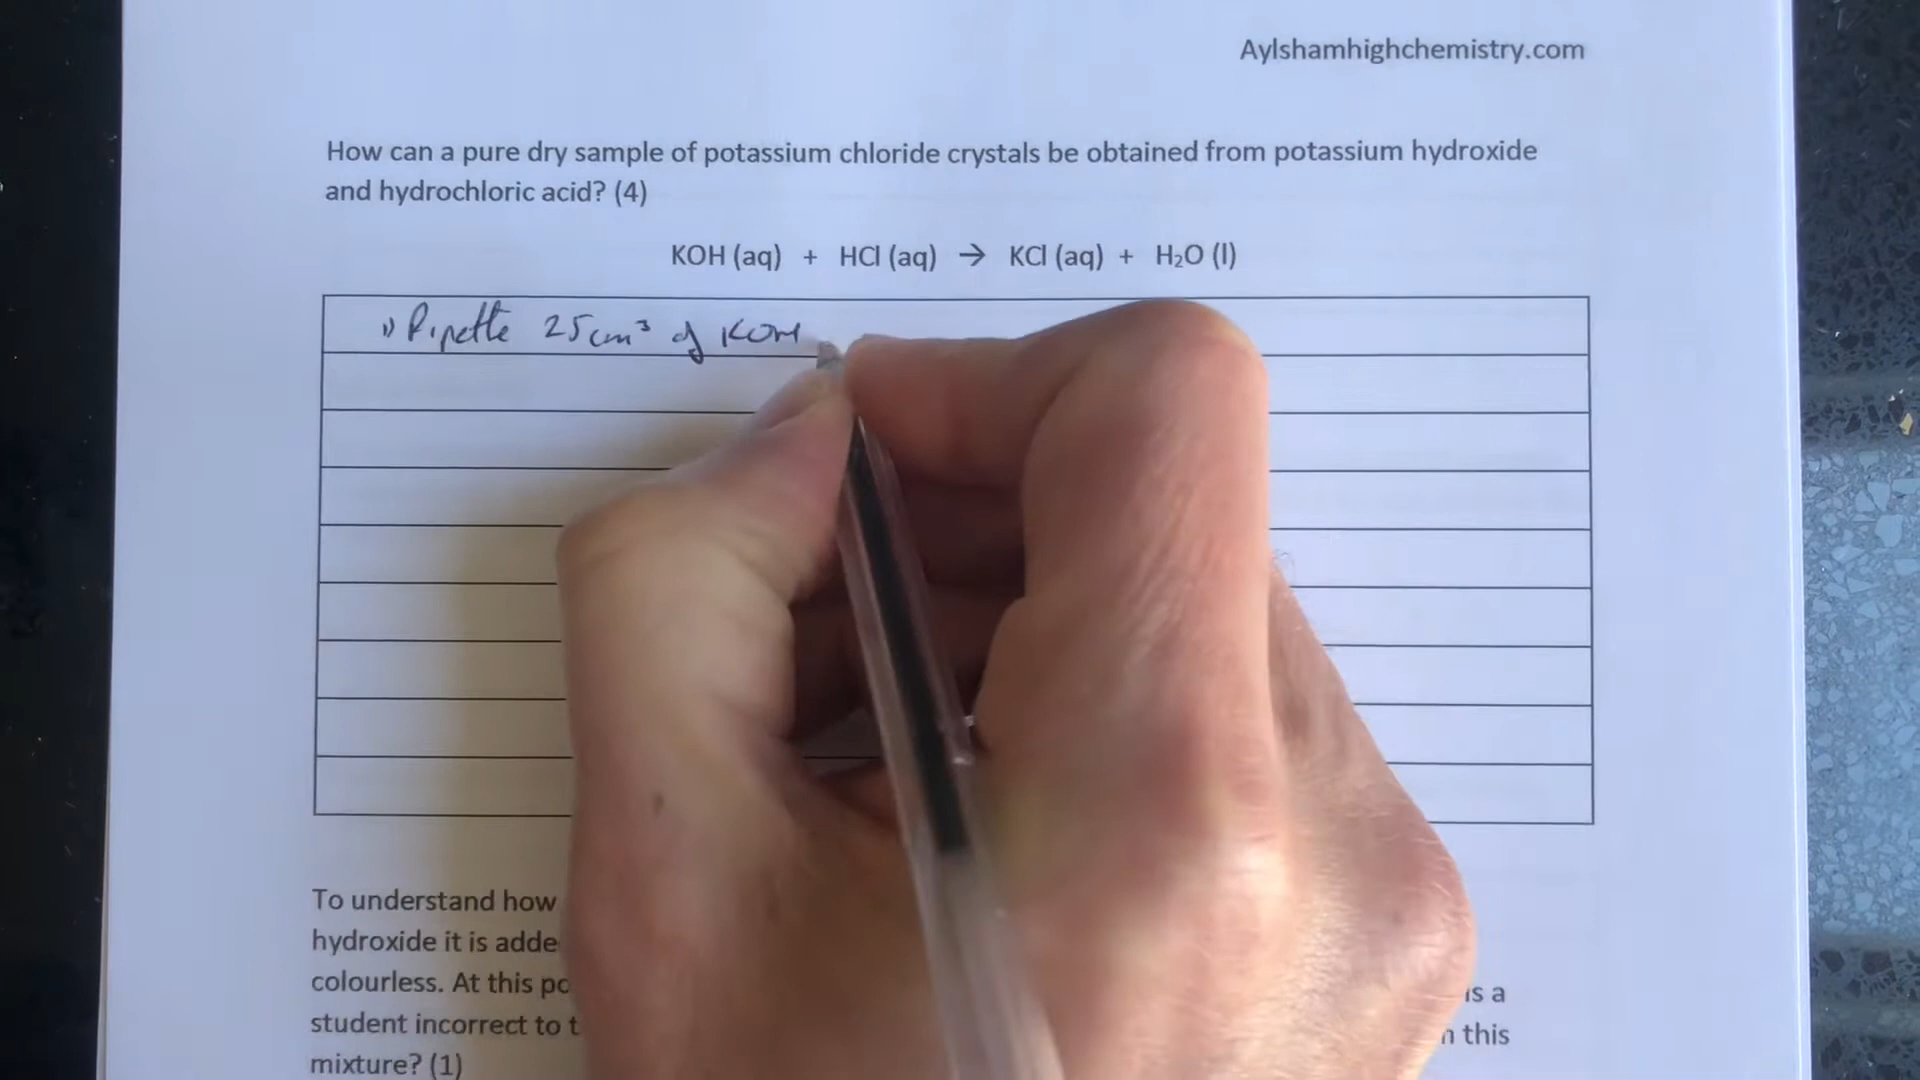 Aylshamhighchemistry.com
How can a pure dry sample of potassium chloride crystals be obtained from potassium hydroxide
and hydrochloric acid? (4)
KOH (aq) + HCl (aq) → KCl (aq) + H₂O (l)
1) Pipette 25cm³ of KOH
To understand how
hydroxide it is adde
colourless. At this po is a
student incorrect to t n this
mixture? (1)